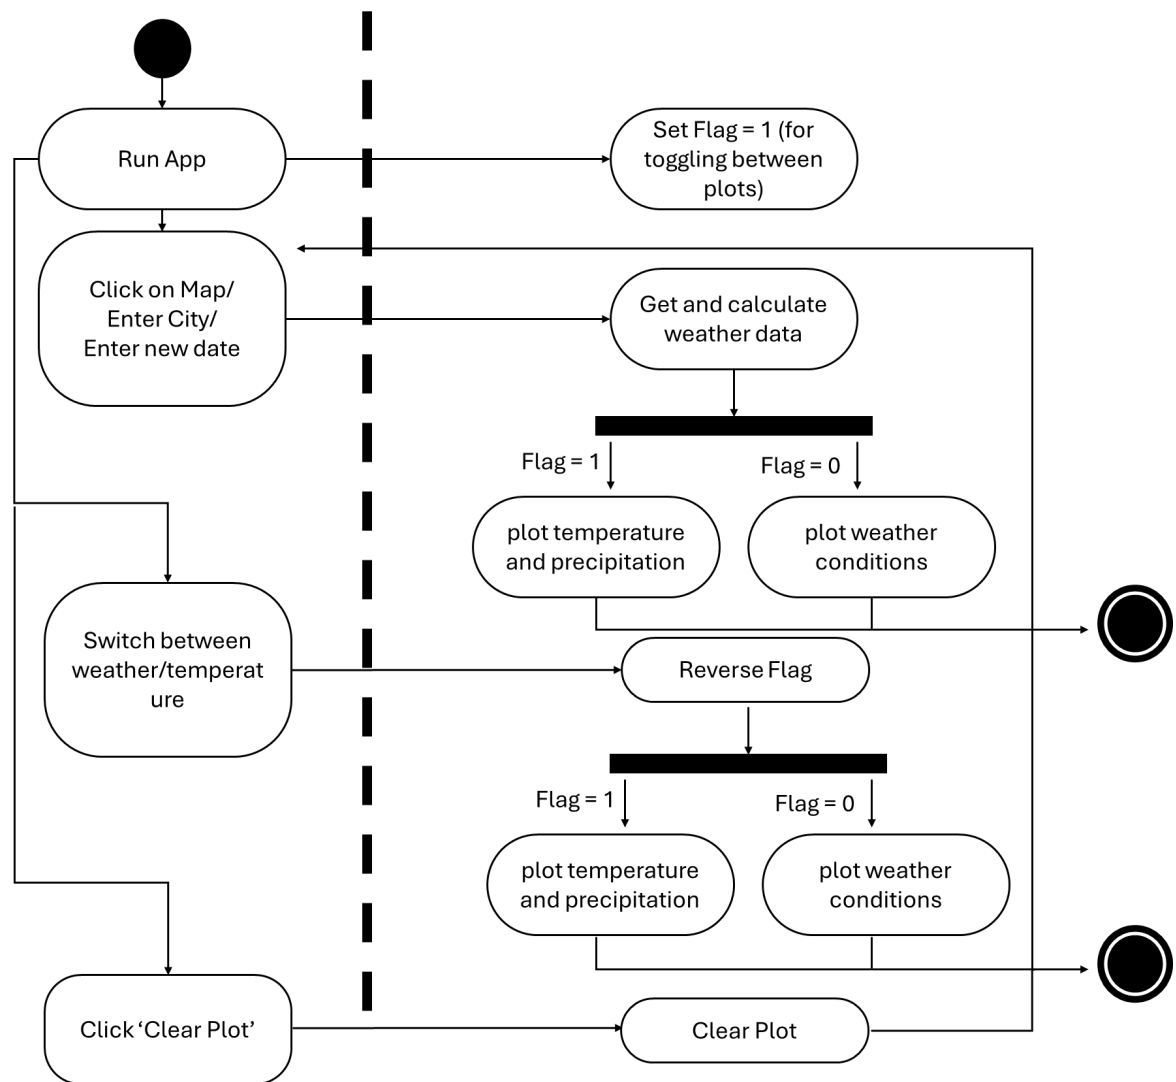 Run App
Set Flag = 1 (for
toggling between
plots)
Click on Map/
Enter City/
Enter new date
Get and calculate
weather data
Flag = 1
Flag = 0
plot temperature
and precipitation
plot weather
conditions
Switch between
weather/temperat
ure
Reverse Flag
Flag = 1
Flag = 0
plot temperature
and precipitation
plot weather
conditions
Click ‘Clear Plot’
Clear Plot